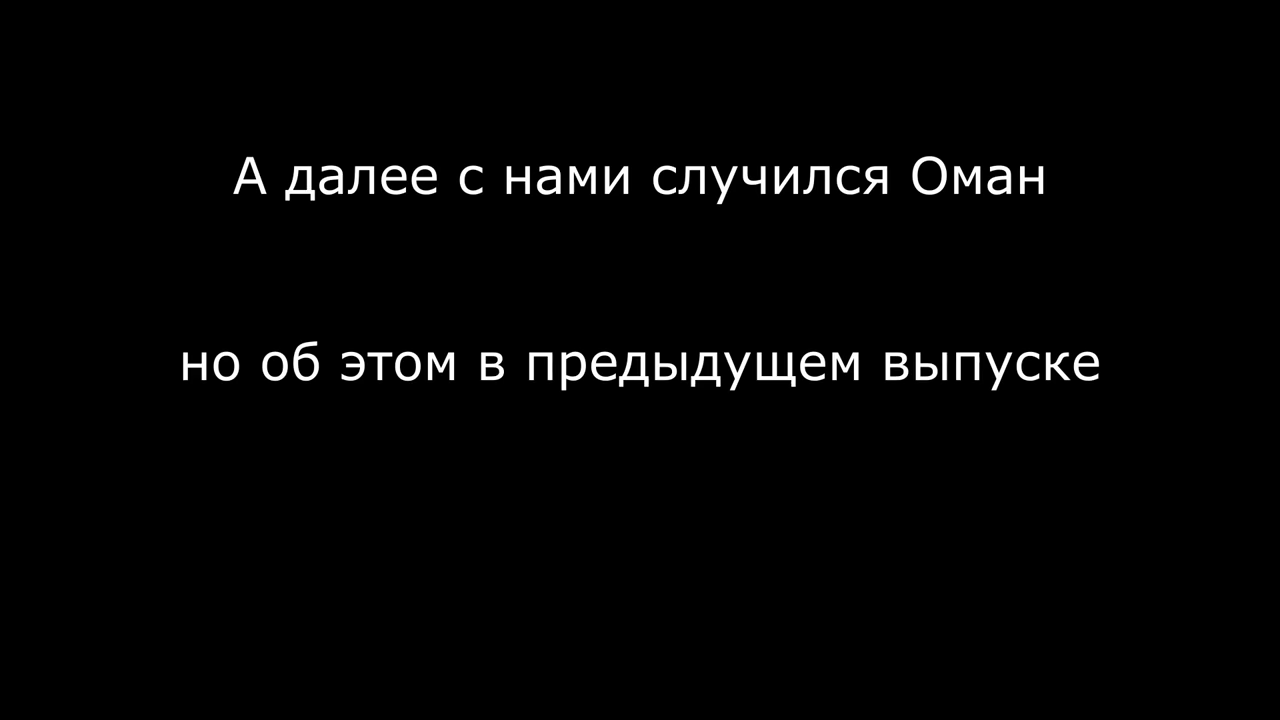 А далее с нами случился Оман
но об этом в предыдущем выпуске